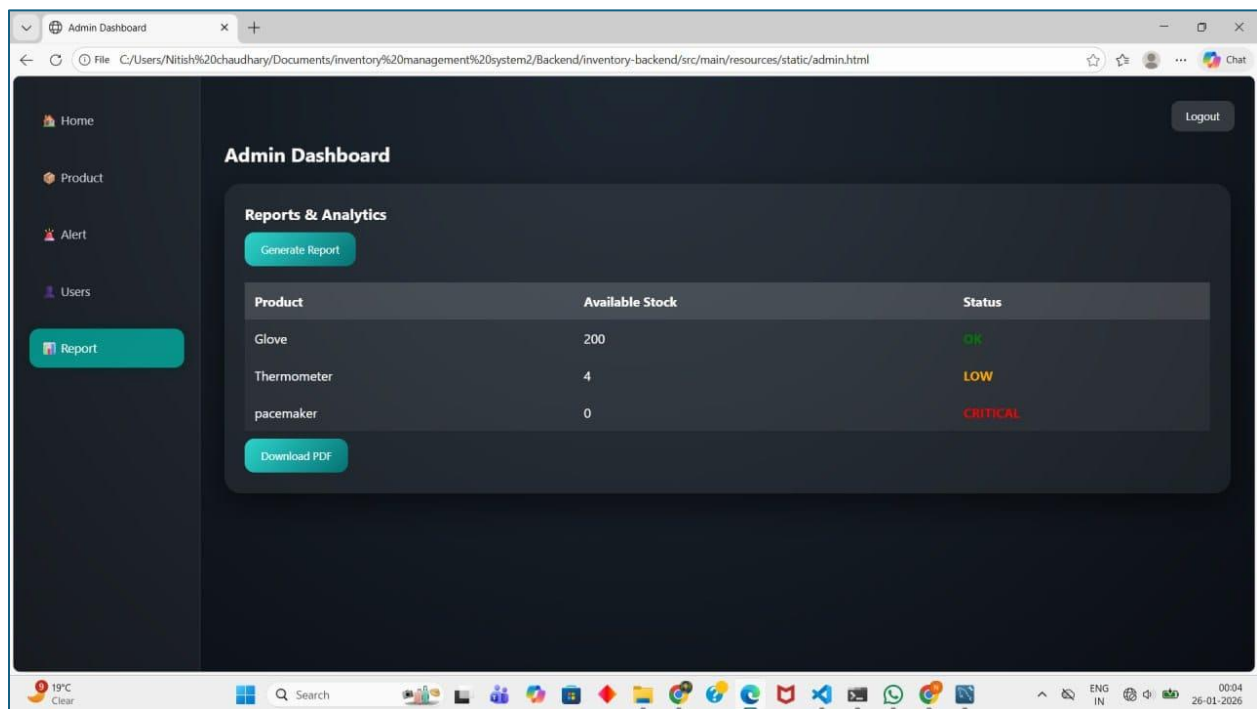 Admin Dashboard
File C:/Users/Nitish%20chaudhary/Documents/inventory%20management%20system2/Backend/inventory-backend/src/main/resources/static/admin.html
Chat
Home
Logout
Admin Dashboard
Product
Reports & Analytics
Alert
Generate Report
Users
Product Available Stock Status
Glove 200 OK
Report
Thermometer 4 LOW
pacemaker 0 CRITICAL
Download PDF
9
19°C
Clear
Search
ENG
IN
00:04
26-01-2026